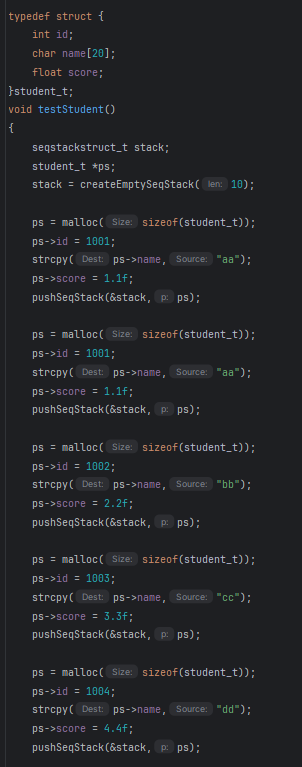 typedef struct {
    int id;
    char name[20];
    float score;
}student_t;
void testStudent()
{
    seqstackstruct_t stack;
    student_t *ps;
    stack = createEmptySeqStack( len: 10);

    ps = malloc( Size: sizeof(student_t));
    ps->id = 1001;
    strcpy( Dest: ps->name, Source: "aa");
    ps->score = 1.1f;
    pushSeqStack(&stack, p: ps);

    ps = malloc( Size: sizeof(student_t));
    ps->id = 1001;
    strcpy( Dest: ps->name, Source: "aa");
    ps->score = 1.1f;
    pushSeqStack(&stack, p: ps);

    ps = malloc( Size: sizeof(student_t));
    ps->id = 1002;
    strcpy( Dest: ps->name, Source: "bb");
    ps->score = 2.2f;
    pushSeqStack(&stack, p: ps);

    ps = malloc( Size: sizeof(student_t));
    ps->id = 1003;
    strcpy( Dest: ps->name, Source: "cc");
    ps->score = 3.3f;
    pushSeqStack(&stack, p: ps);

    ps = malloc( Size: sizeof(student_t));
    ps->id = 1004;
    strcpy( Dest: ps->name, Source: "dd");
    ps->score = 4.4f;
    pushSeqStack(&stack, p: ps);